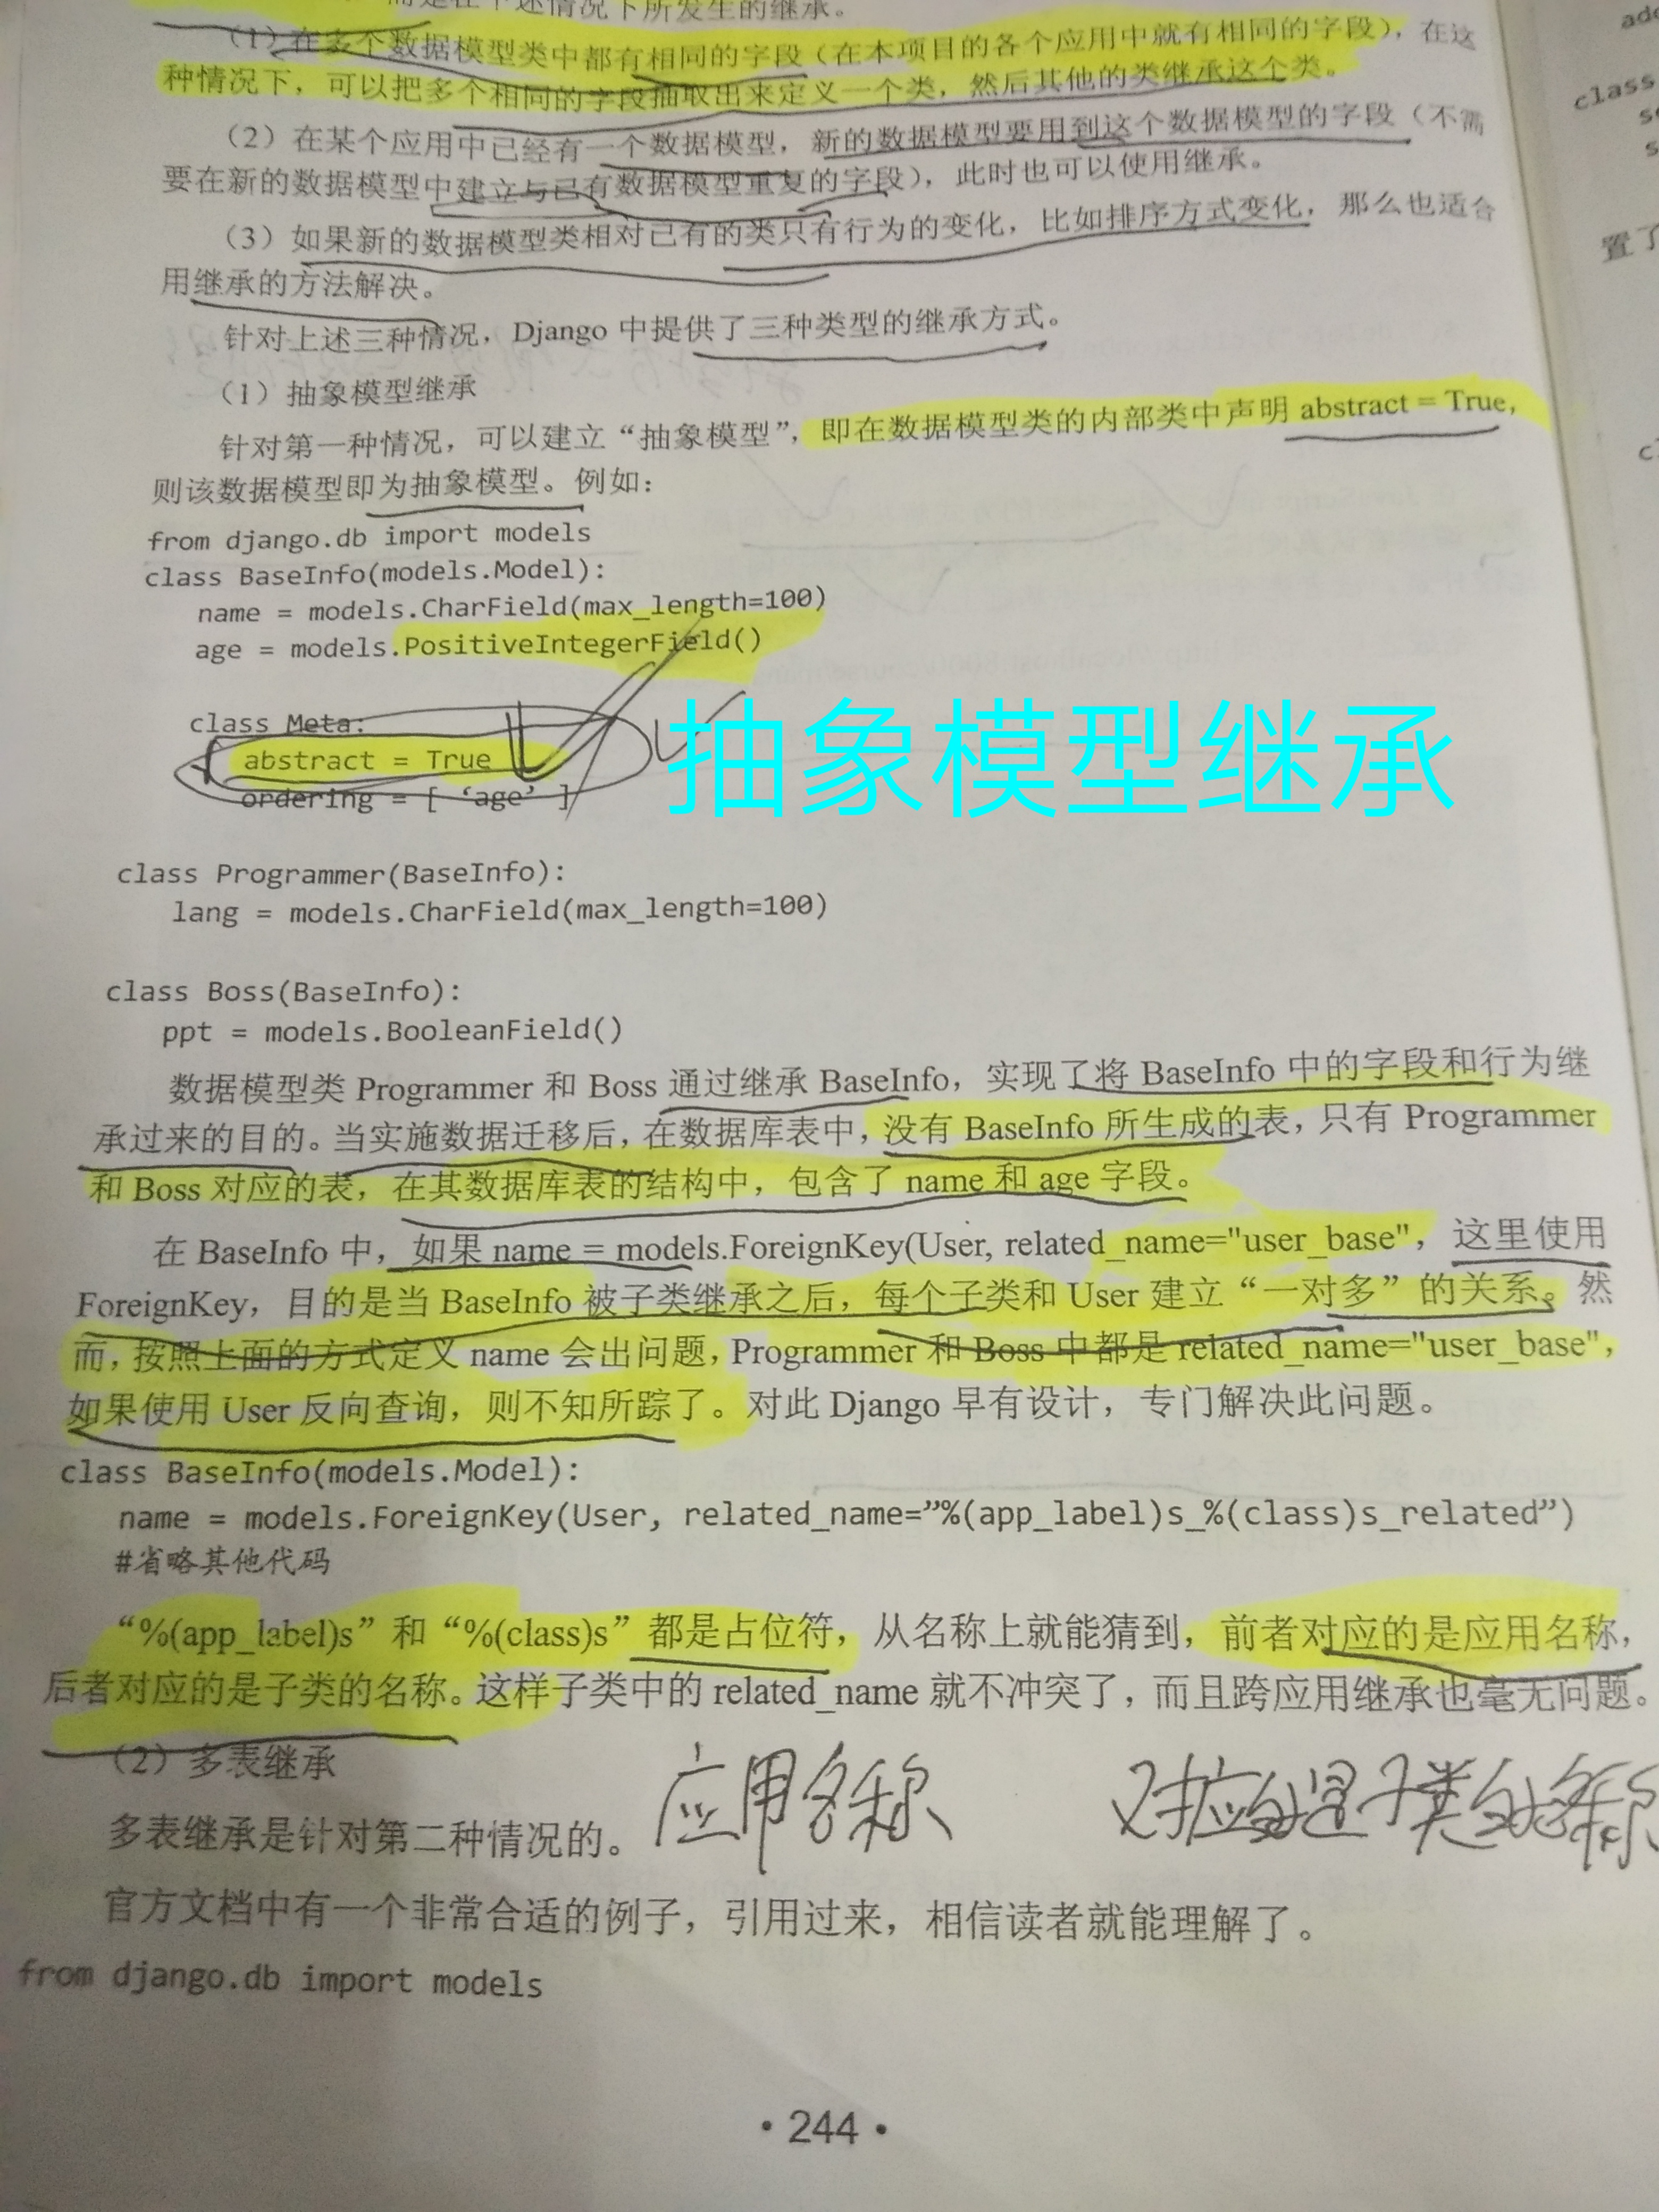 而是在下述情况下所发生的继承。
（1）在多个数据模型类中都有相同的字段（在本项目的各个应用中就有相同的字段），在这
种情况下，可以把多个相同的字段抽取出来定义一个类，然后其他的类继承这个类。
（2）在某个应用中已经有一个数据模型，新的数据模型要用到这个数据模型的字段（不需
要在新的数据模型中建立与已有数据模型重复的字段），此时也可以使用继承。
（3）如果新的数据模型类相对已有的类只有行为的变化，比如排序方式变化，那么也适合
用继承的方法解决。
针对上述三种情况，Django 中提供了三种类型的继承方式。
（1）抽象模型继承
针对第一种情况，可以建立“抽象模型”，即在数据模型类的内部类中声明 abstract = True，
则该数据模型即为抽象模型。例如：
from django.db import models
class BaseInfo(models.Model):
name = models.CharField(max_length=100)
age = models.PositiveIntegerField()
class Meta:
abstract = True
ordering = [ ‘age’ ]
抽象模型继承
class Programmer(BaseInfo):
lang = models.CharField(max_length=100)
class Boss(BaseInfo):
ppt = models.BooleanField()
数据模型类 Programmer 和 Boss 通过继承 BaseInfo，实现了将 BaseInfo 中的字段和行为继
承过来的目的。当实施数据迁移后，在数据库表中，没有 BaseInfo 所生成的表，只有 Programmer
和 Boss 对应的表，在其数据库表的结构中，包含了 name 和 age 字段。
在 BaseInfo 中，如果 name = models.ForeignKey(User, related_name="user_base"，这里使用
ForeignKey，目的是当 BaseInfo 被子类继承之后，每个子类和 User 建立“一对多”的关系。然
而，按照上面的方式定义 name 会出问题，Programmer 和 Boss 中都是 related_name="user_base"，
如果使用 User 反向查询，则不知所踪了。对此 Django 早有设计，专门解决此问题。
class BaseInfo(models.Model):
name = models.ForeignKey(User, related_name=”%(app_label)s_%(class)s_related”)
#省略其他代码
“%(app_label)s” 和 “%(class)s” 都是占位符，从名称上就能猜到，前者对应的是应用名称，
后者对应的是子类的名称。这样子类中的 related_name 就不冲突了，而且跨应用继承也毫无问题。
（2）多表继承
应用名称 对应的是子类的名称
多表继承是针对第二种情况的。
官方文档中有一个非常合适的例子，引用过来，相信读者就能理解了。
from django.db import models
·244·
class
置了